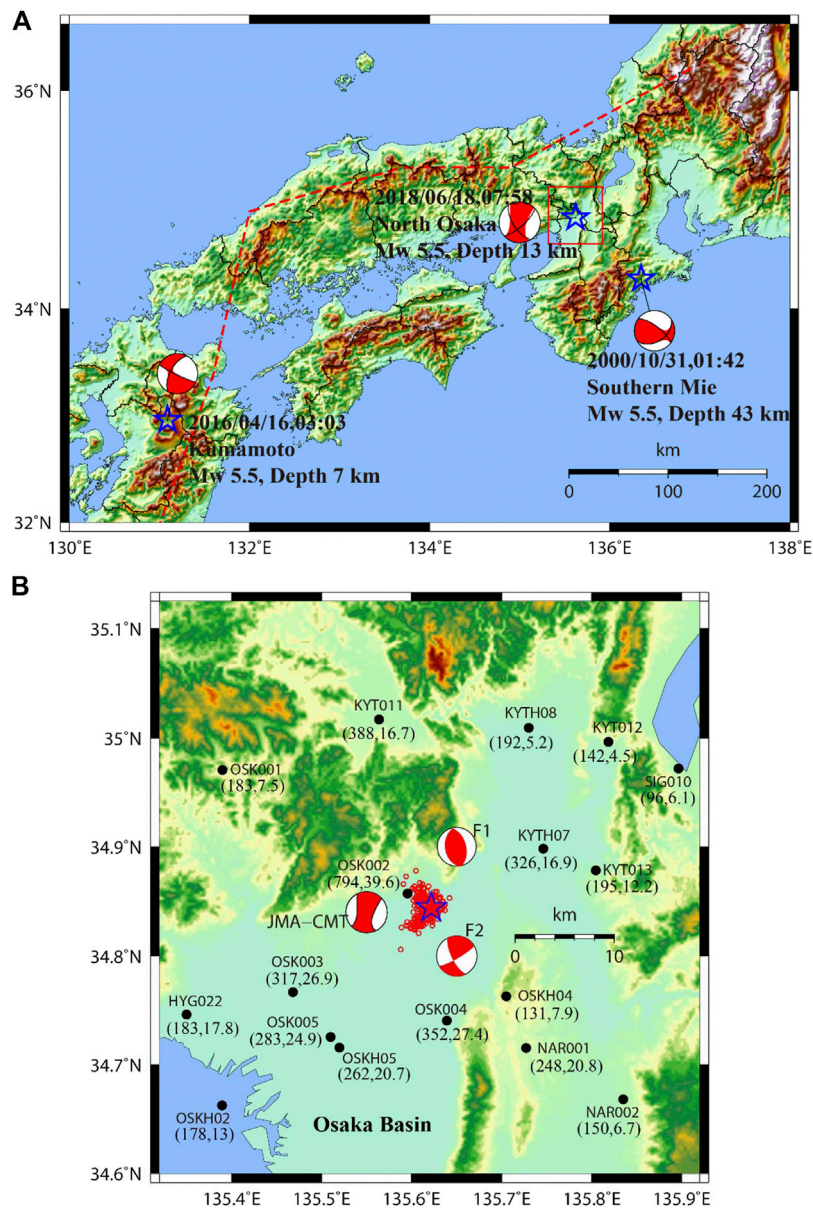 A
36°N
34°N
32°N
130°E
132°E
134°E
136°E
138°E
2018/06/18,07:58
North Osaka
Mw 5.5, Depth 13 km
2000/10/31,01:42
Southern Mie
Mw 5.5, Depth 43 km
2016/04/16,03:03
Kumamoto
Mw 5.5, Depth 7 km
km
0 100 200
B
35.1°N
35°N
34.9°N
34.8°N
34.7°N
34.6°N
KYT011
(388,16.7)
KYTH08
(192,5.2)
KYT012
(142,4.5)
OSK001
(183,7.5)
SIG010
(96,6.1)
F1
KYTH07
(326,16.9)
OSK002
(794,39.6)
KYT013
(195,12.2)
JMA−CMT
F2
km
0 10
OSK003
(317,26.9)
HYG022
(183,17.8)
OSK005
(283,24.9)
OSK004
(352,27.4)
OSKH04
(131,7.9)
OSKH05
(262,20.7)
NAR001
(248,20.8)
OSKH02
(178,13)
Osaka Basin
NAR002
(150,6.7)
135.4°E
135.5°E
135.6°E
135.7°E
135.8°E
135.9°E